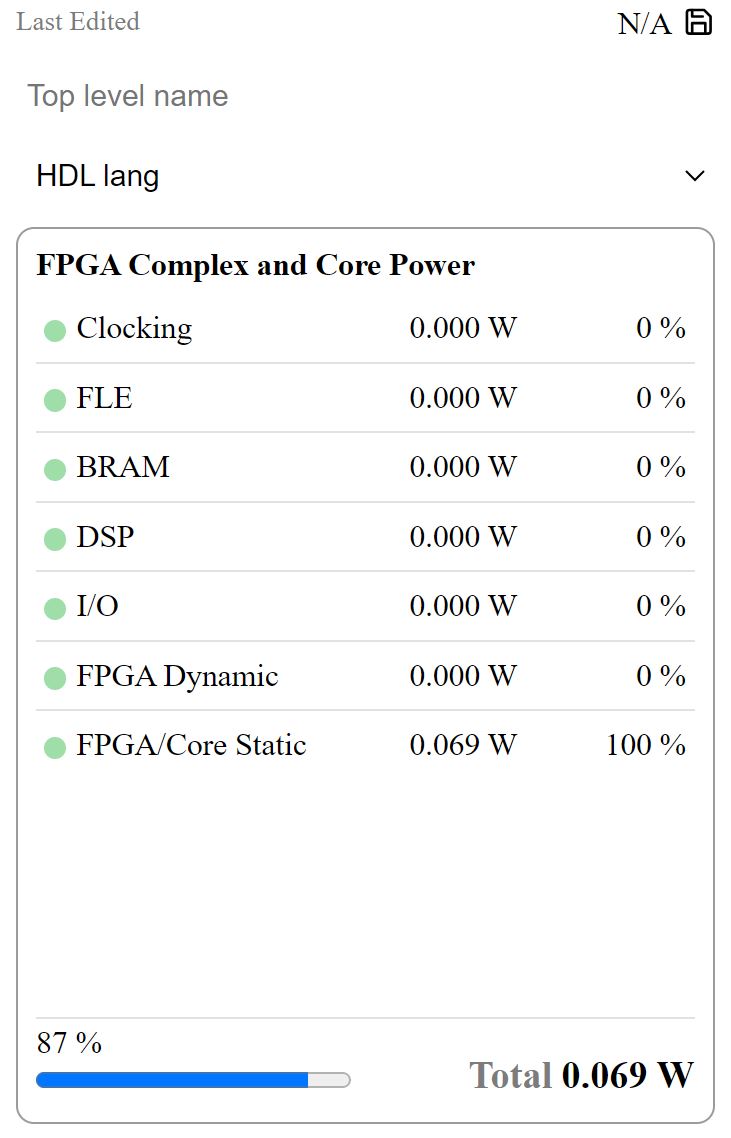 Last Edited N/A
Top level name
HDL lang
FPGA Complex and Core Power
Clocking 0.000 W 0 %
FLE 0.000 W 0 %
BRAM 0.000 W 0 %
DSP 0.000 W 0 %
I/O 0.000 W 0 %
FPGA Dynamic 0.000 W 0 %
FPGA/Core Static 0.069 W 100 %
87 %
Total 0.069 W